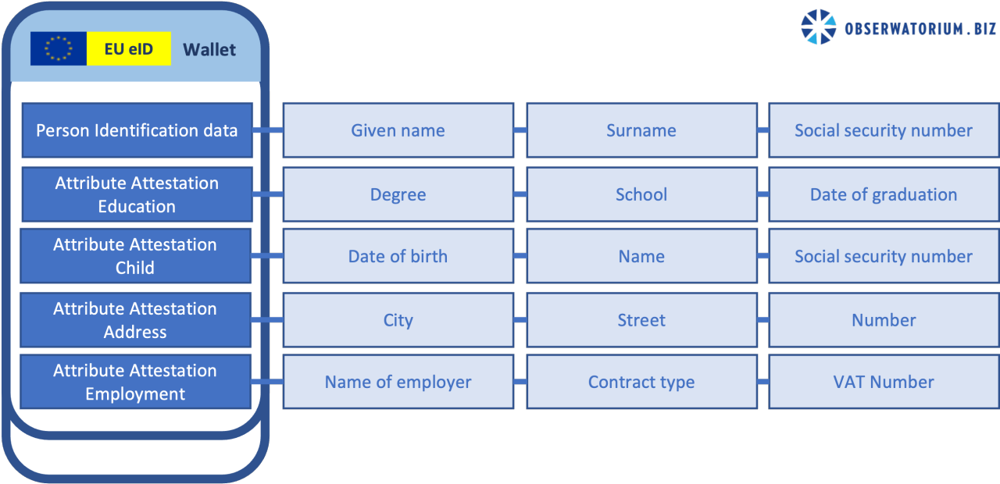 EU eID Wallet
OBSERWATORIUM.BIZ
Person Identification data
Given name
Surname
Social security number
Attribute Attestation
Education
Degree
School
Date of graduation
Attribute Attestation
Child
Date of birth
Name
Social security number
Attribute Attestation
Address
City
Street
Number
Attribute Attestation
Employment
Name of employer
Contract type
VAT Number